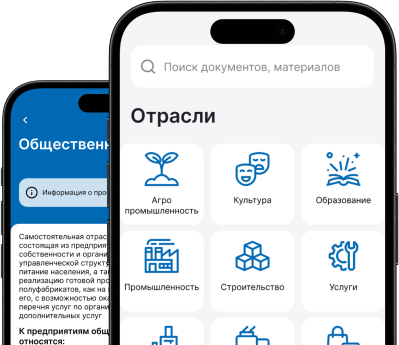 Поиск документов, материалов
Отрасли
Агро
промышленность
Культура
Образование
Промышленность
Строительство
Услуги
Общественн
Информация о про
Самостоятельная отрас
состоящая из предприят
собственности и органи
управленческой структу
питание населения, а та
реализацию готовой про
полуфабрикатов, как на
его, с возможностью ока
перечня услуг по органи
дополнительных услуг
К предприятиям общ
относятся: